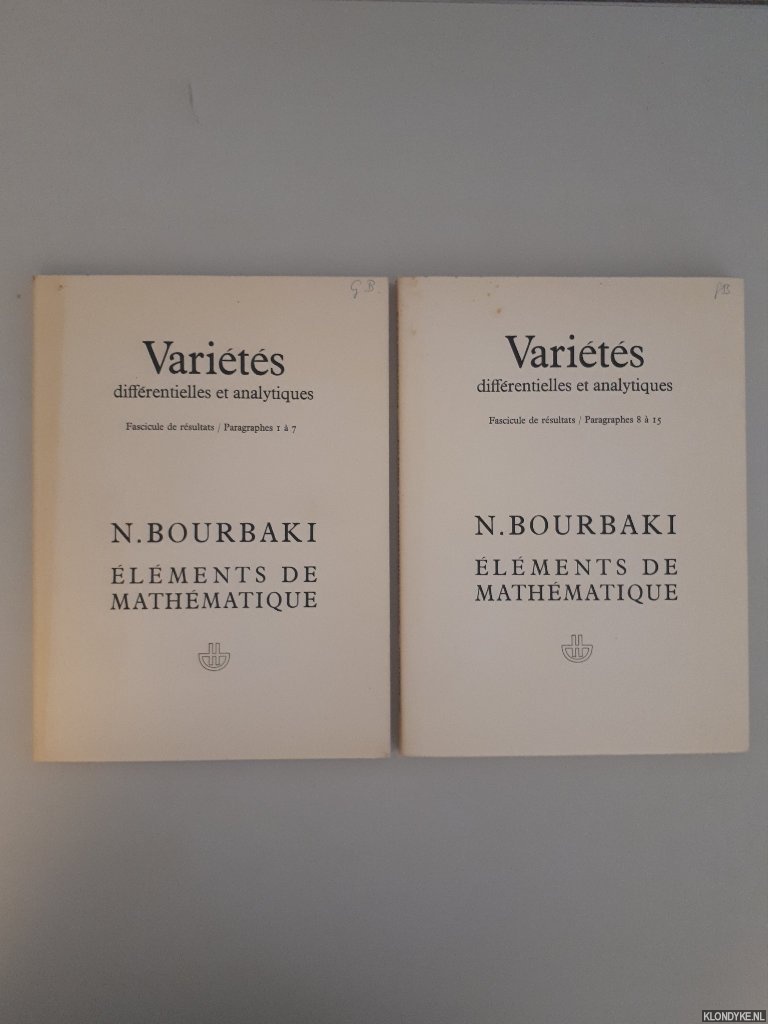 G B
Variétés
différentielles et analytiques
Fascicule de résultats / Paragraphes 1 à 7
N. BOURBAKI
ÉLÉMENTS DE
MATHÉMATIQUE
Variétés
différentielles et analytiques
Fascicule de résultats / Paragraphes 8 à 15
N. BOURBAKI
ÉLÉMENTS DE
MATHÉMATIQUE
KLONDYKE.NL